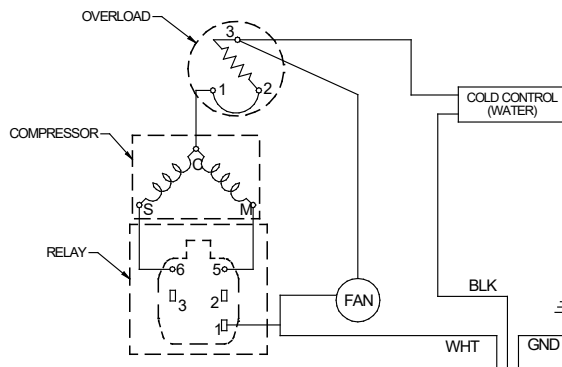 OVERLOAD
3
1
2
COLD CONTROL
(WATER)
COMPRESSOR
C
S
M
RELAY
6
5
3
2
1
FAN
BLK
WHT
GND